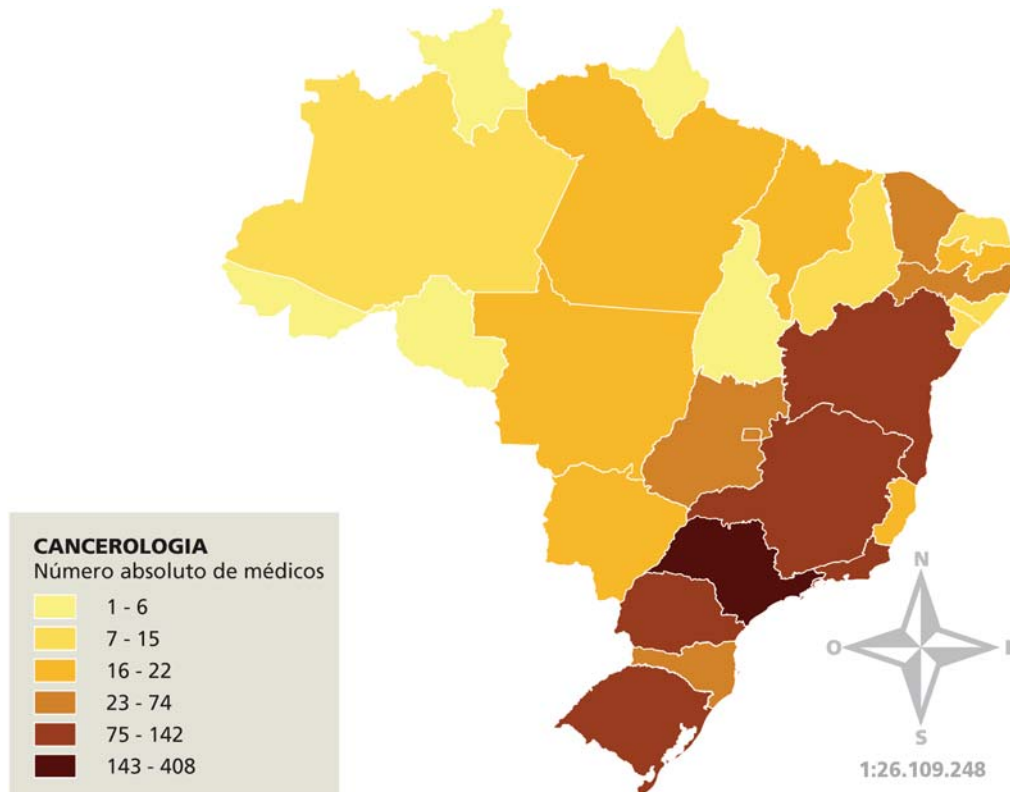 CANCEROLOGIA
Número absoluto de médicos
1 - 6
7 - 15
16 - 22
23 - 74
75 - 142
143 - 408
N
O
S
1:26.109.248